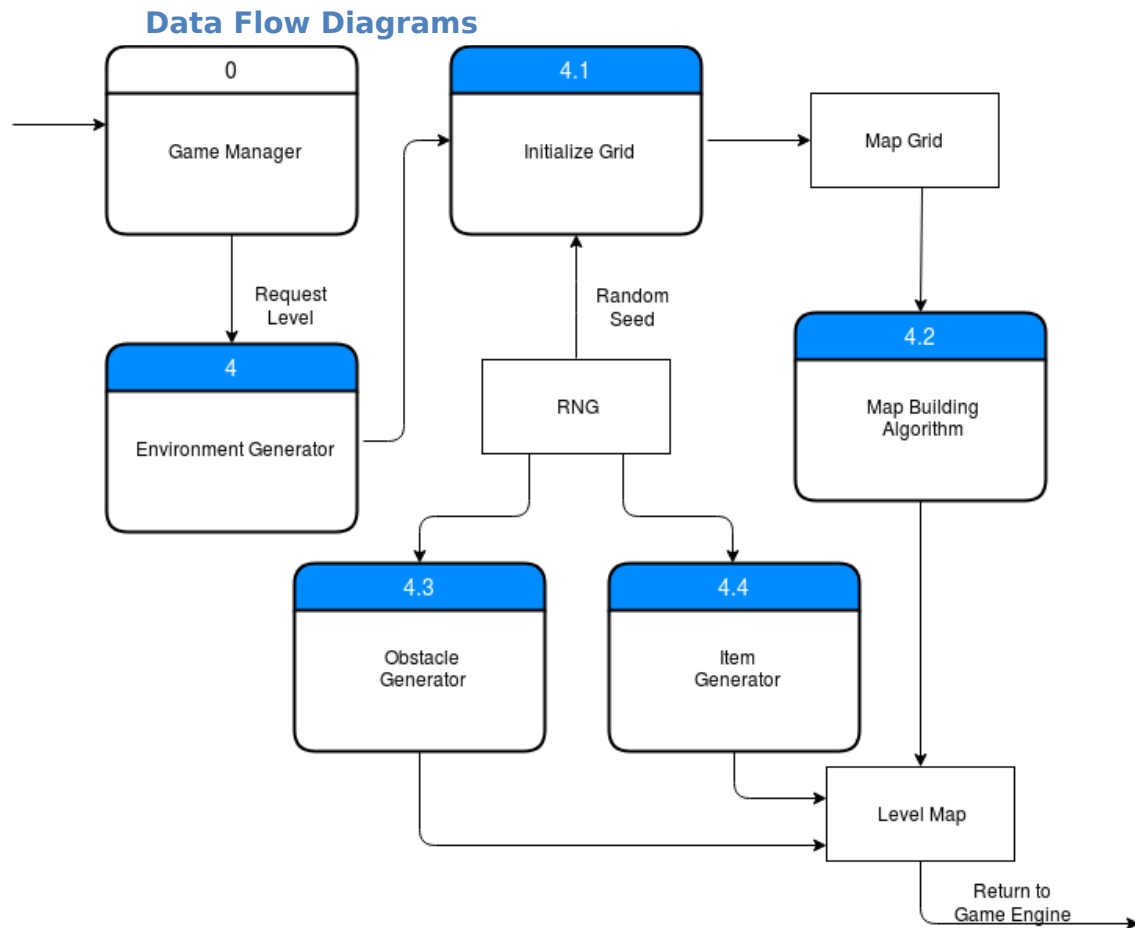 Data Flow Diagrams
0
Game Manager
4.1
Initialize Grid
Map Grid
Request
Level
Random
Seed
4
Environment Generator
RNG
4.2
Map Building
Algorithm
4.3
Obstacle
Generator
4.4
Item
Generator
Level Map
Return to
Game Engine